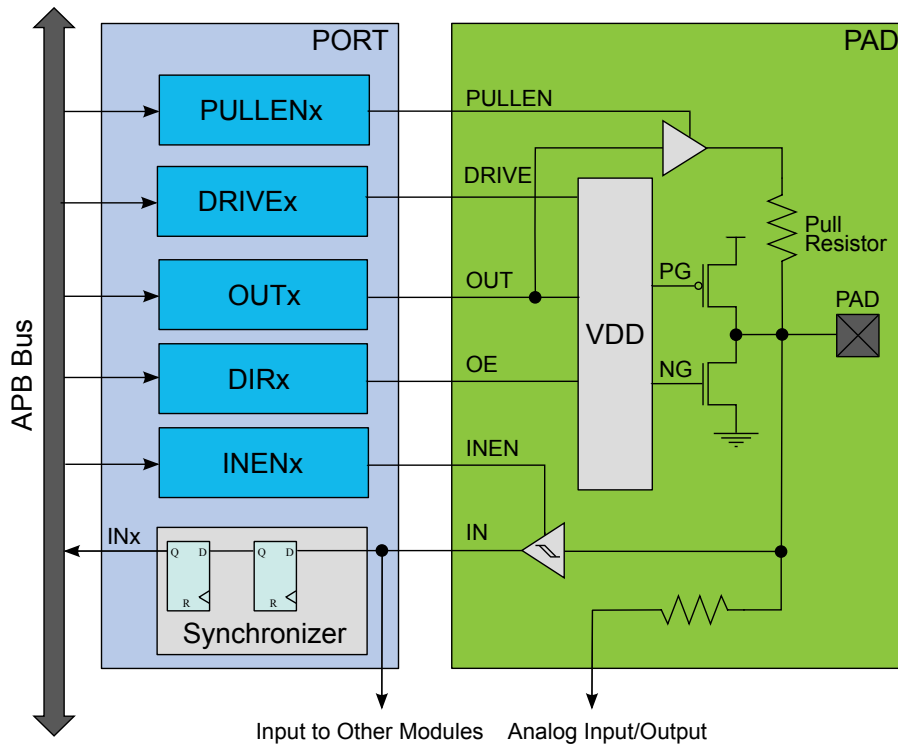 PORT
PAD
APB Bus
PULLENx
PULLEN
DRIVEx
DRIVE
Pull
Resistor
OUTx
OUT
PG
PAD
VDD
DIRx
OE
NG
INENx
INEN
INx
Q D
R
Q D
R
IN
Synchronizer
Input to Other Modules
Analog Input/Output